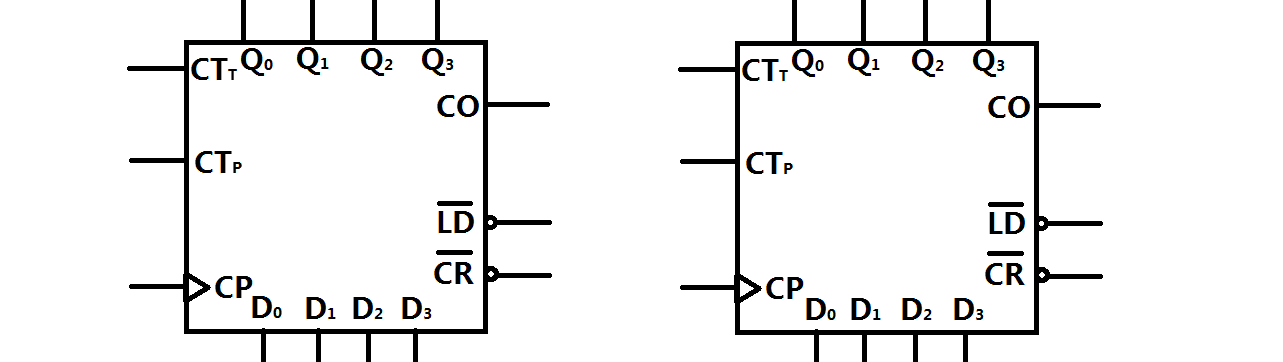 CTT Q0 Q1 Q2 Q3
CO
CTP
LD
CR
CP
D0 D1 D2 D3
CTT Q0 Q1 Q2 Q3
CO
CTP
LD
CR
CP
D0 D1 D2 D3